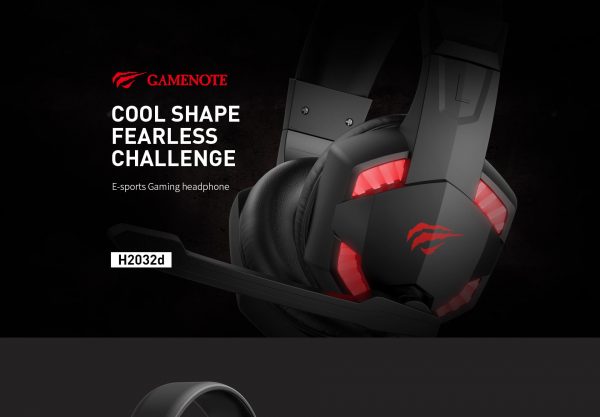 GAMENOTE
COOL SHAPE
FEARLESS
CHALLENGE
E-sports Gaming headphone
H2032d
L